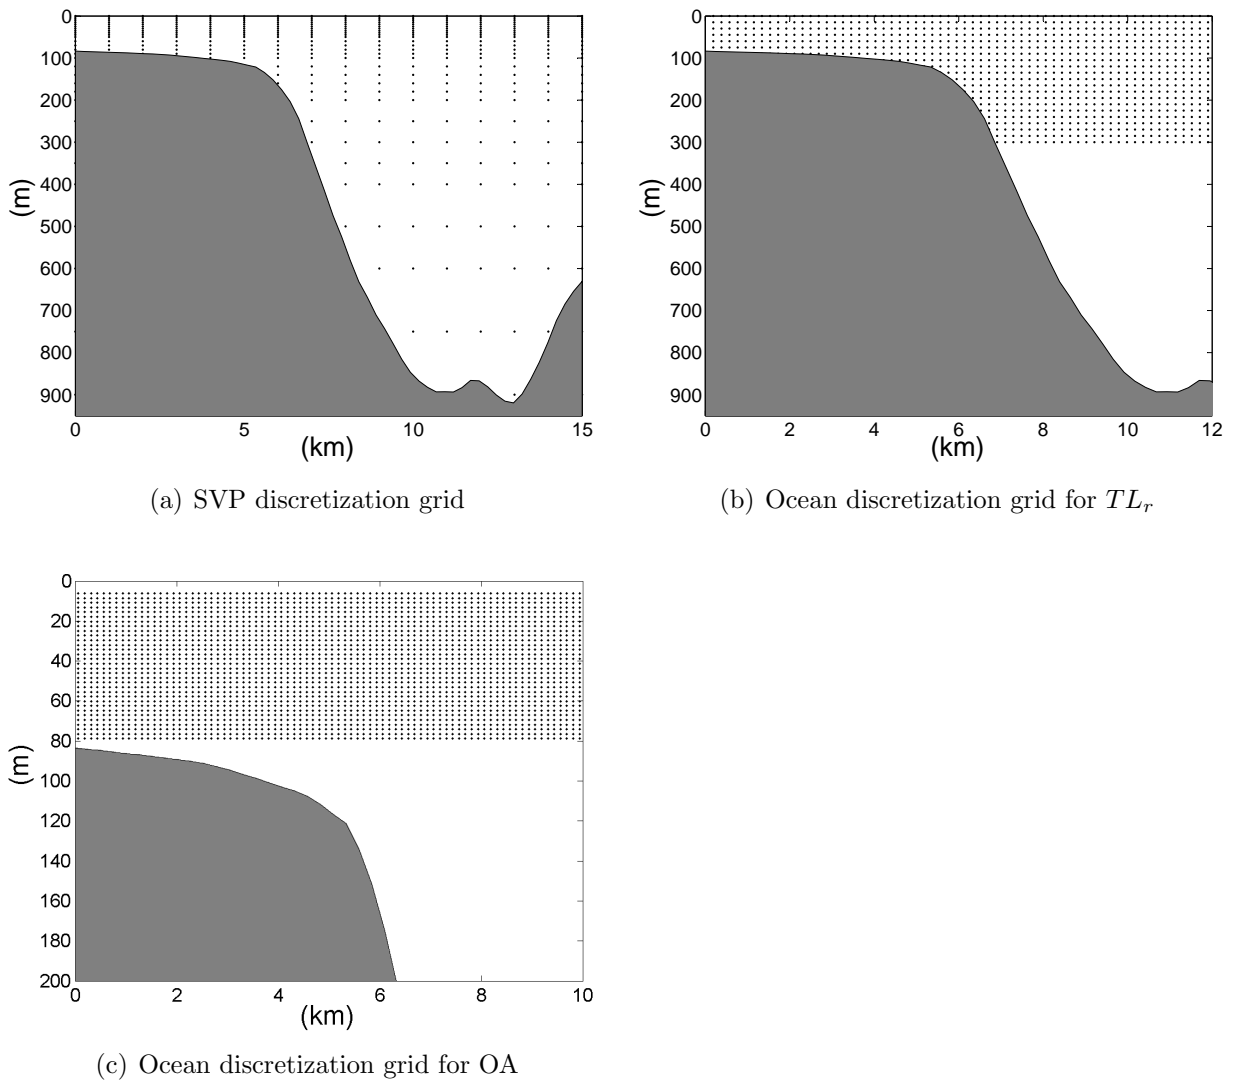 0
100
200
300
400
500
600
700
800
900
(m)
0 5 10 15
(km)
(a) SVP discretization grid
0
100
200
300
400
500
600
700
800
900
(m)
0 2 4 6 8 10 12
(km)
(b) Ocean discretization grid for TL_r
0
20
40
60
80
100
120
140
160
180
200
(m)
0 2 4 6 8 10
(km)
(c) Ocean discretization grid for OA